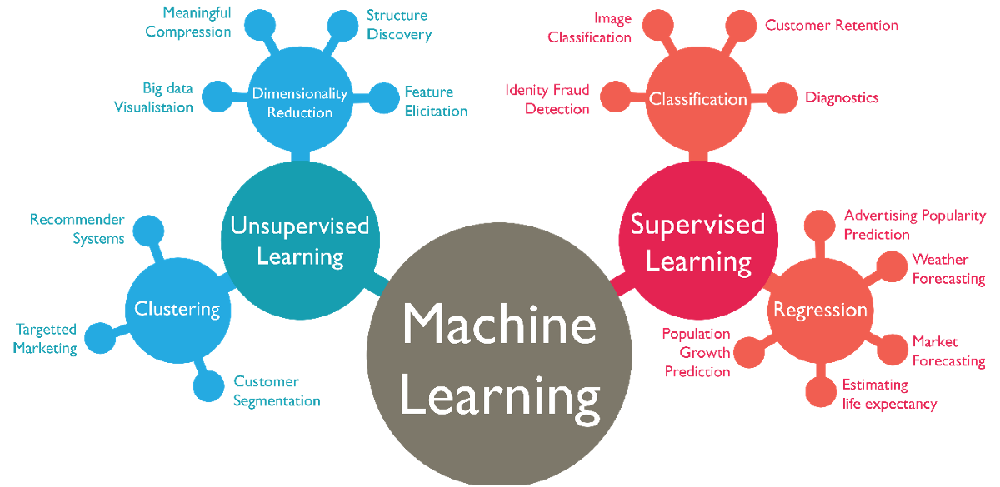 Meaningful
Compression
Structure
Discovery
Big data
Visualistaion
Dimensionality
Reduction
Feature
Elicitation
Unsupervised
Learning
Recommender
Systems
Clustering
Targetted
Marketing
Customer
Segmentation
Machine
Learning
Image
Classification
Customer Retention
Idenity Fraud
Detection
Classification
Diagnostics
Supervised
Learning
Advertising Popularity
Prediction
Weather
Forecasting
Regression
Population
Growth
Prediction
Market
Forecasting
Estimating
life expectancy